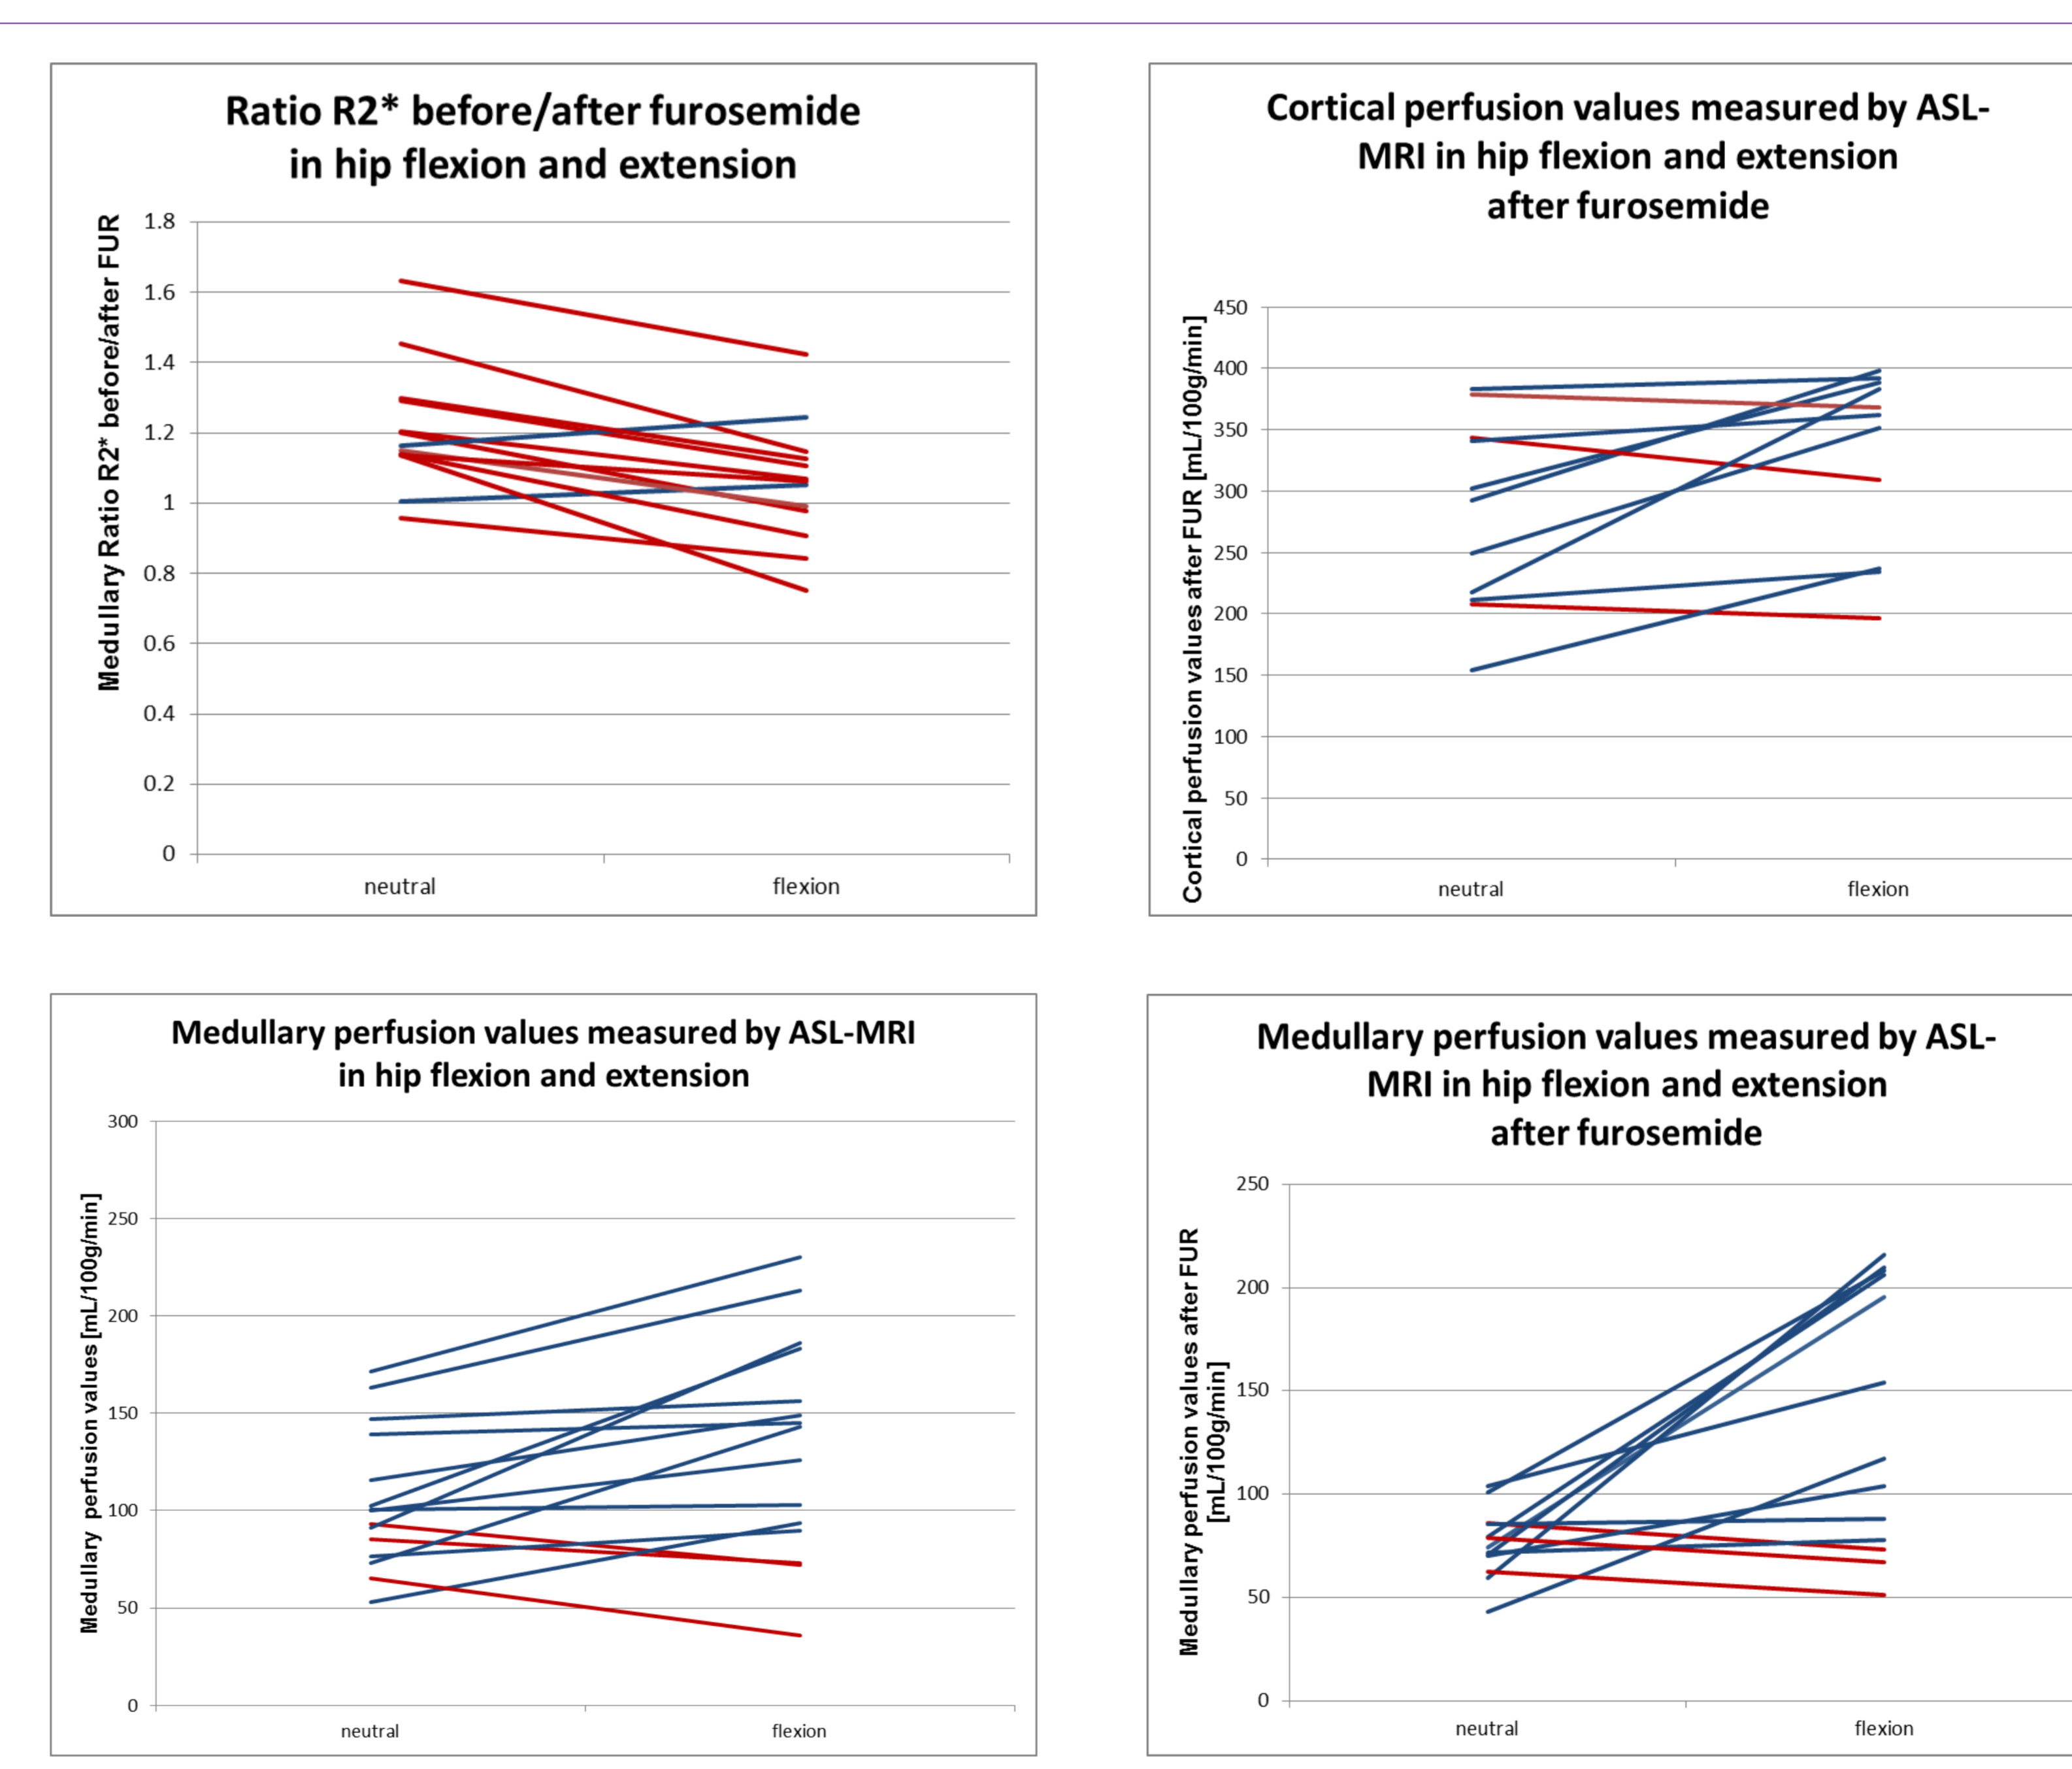 Ratio R2* before/after furosemide
in hip flexion and extension
Medullary Ratio R2* before/after FUR
1.8
1.6
1.4
1.2
1
0.8
0.6
0.4
0.2
0
neutral flexion
Cortical perfusion values measured by ASL-
MRI in hip flexion and extension
after furosemide
Cortical perfusion values after FUR [mL/100g/min]
450
400
350
300
250
200
150
100
50
0
neutral flexion
Medullary perfusion values measured by ASL-MRI
in hip flexion and extension
Medullary perfusion values [mL/100g/min]
300
250
200
150
100
50
0
neutral flexion
Medullary perfusion values measured by ASL-
MRI in hip flexion and extension
after furosemide
Medullary perfusion values after FUR
[mL/100g/min]
250
200
150
100
50
0
neutral flexion